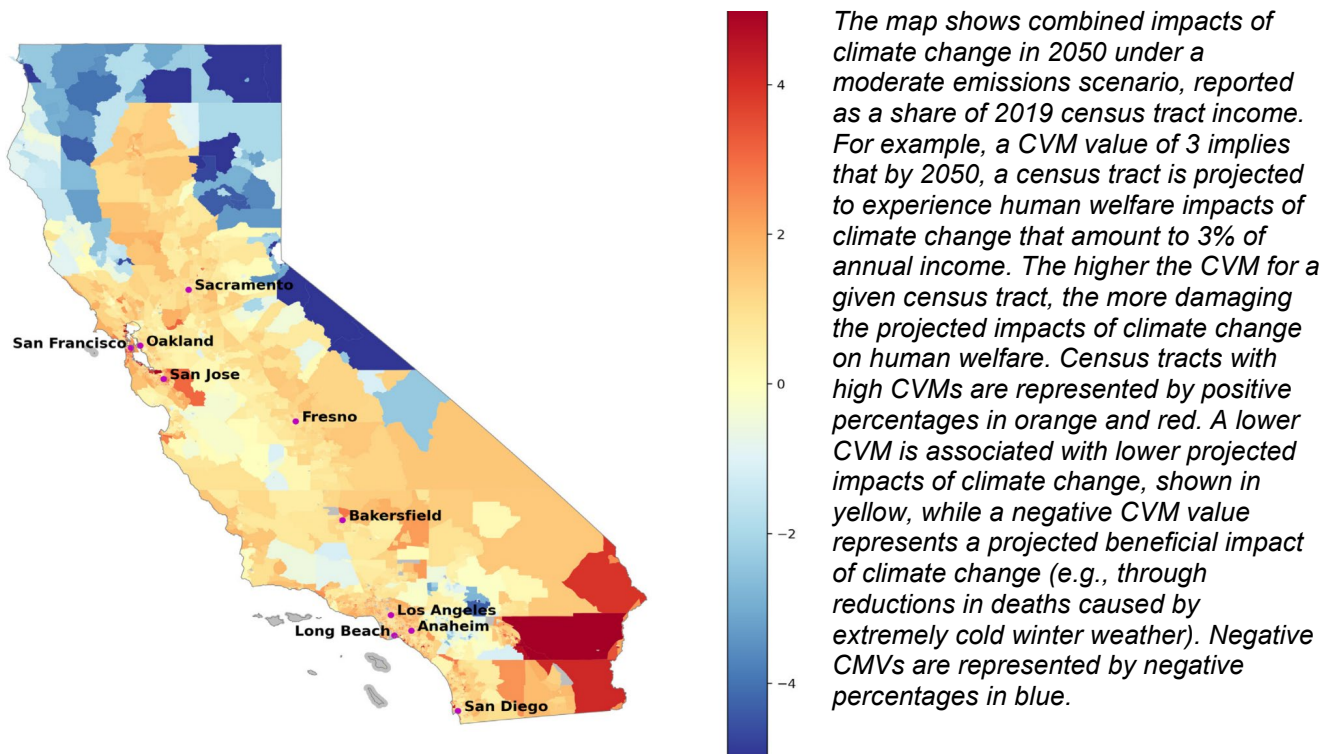 Sacramento
San Francisco
Oakland
San Jose
Fresno
Bakersfield
Los Angeles
Anaheim
Long Beach
San Diego
4
2
0
−2
−4
The map shows combined impacts of
climate change in 2050 under a
moderate emissions scenario, reported
as a share of 2019 census tract income.
For example, a CVM value of 3 implies
that by 2050, a census tract is projected
to experience human welfare impacts of
climate change that amount to 3% of
annual income. The higher the CVM for a
given census tract, the more damaging
the projected impacts of climate change
on human welfare. Census tracts with
high CVMs are represented by positive
percentages in orange and red. A lower
CVM is associated with lower projected
impacts of climate change, shown in
yellow, while a negative CVM value
represents a projected beneficial impact
of climate change (e.g., through
reductions in deaths caused by
extremely cold winter weather). Negative
CMVs are represented by negative
percentages in blue.